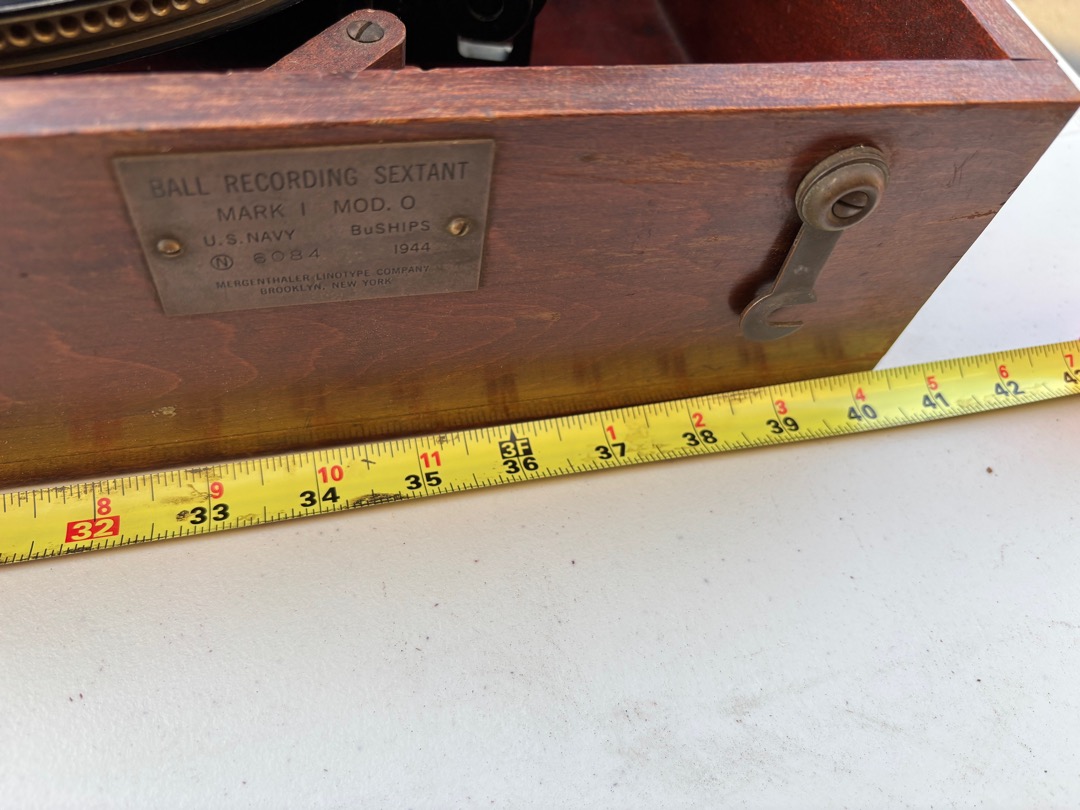 BALL RECORDING SEXTANT
MARK I MOD. O
U.S. NAVY BuSHIPS
N 6084 1944
MERGENTHALER LINOTYPE COMPANY
BROOKLYN, NEW YORK
8 9 10 11 3F 1 2 3 4 5 6 7
32 33 34 35 36 37 38 39 40 41 42